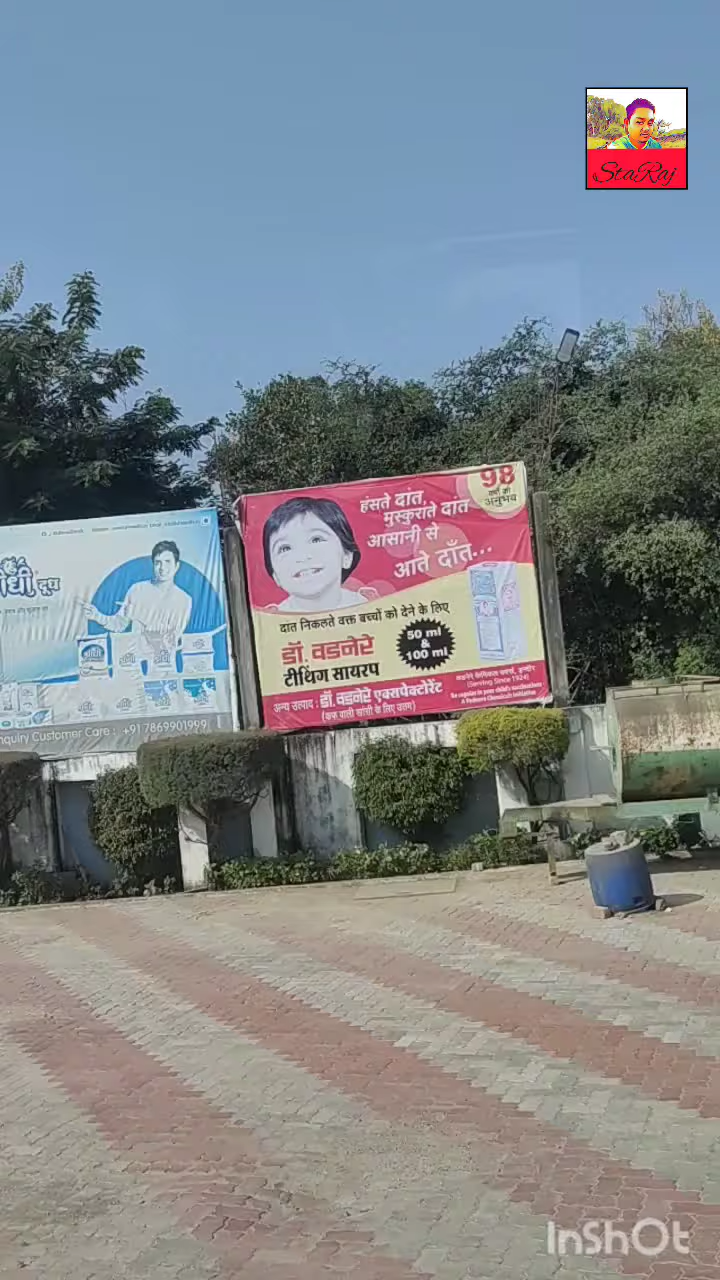 StaRaj
98
वर्षों का
अनुभव
हंसते दांत,
मुस्कुराते दांत
आसानी से
आते दाँत...
दांत निकलते वक्त बच्चों को देने के लिए
डॉ. वडनेरे
टीथिंग सायरप
50 ml
&
100 ml
अन्य उत्पाद : डॉ. वडनेरे एक्सपेक्टोरेंट
(कफ वाली खांसी के लिए उत्तम)
(Serving Since 1924)
दूध
nquiry Customer Care : +917869901999
InShOt